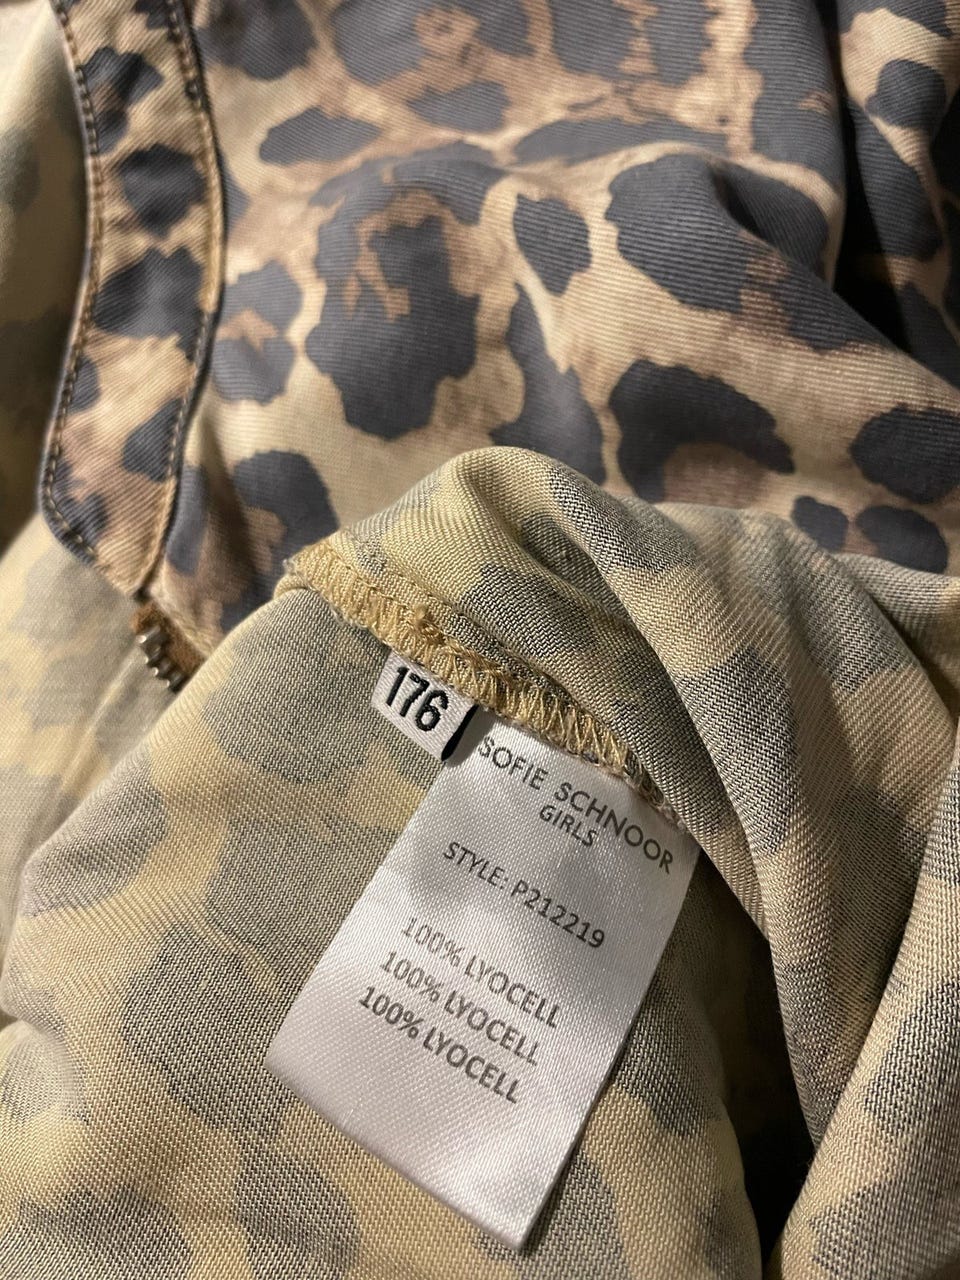 176
SOFIE SCHNOOR
GIRLS
STYLE: P212219
100% LYOCELL
100% LYOCELL
100% LYOCELL